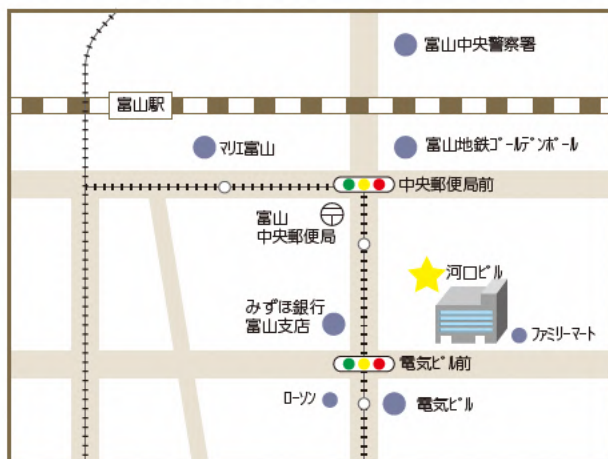 富山中央警察署
富山駅
マリエ富山
富山地鉄ゴールデンボール
中央郵便局前
富山
中央郵便局
河口ビル
みずほ銀行
富山支店
ファミリーマート
電気ビル前
ローソン
電気ビル